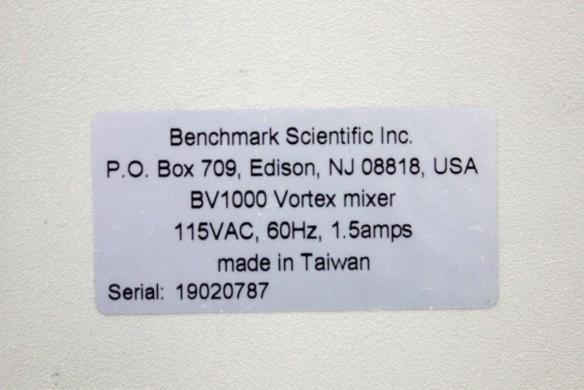 Benchmark Scientific Inc.
P.O. Box 709, Edison, NJ 08818, USA
BV1000 Vortex mixer
115VAC, 60Hz, 1.5amps
made in Taiwan
Serial: 19020787